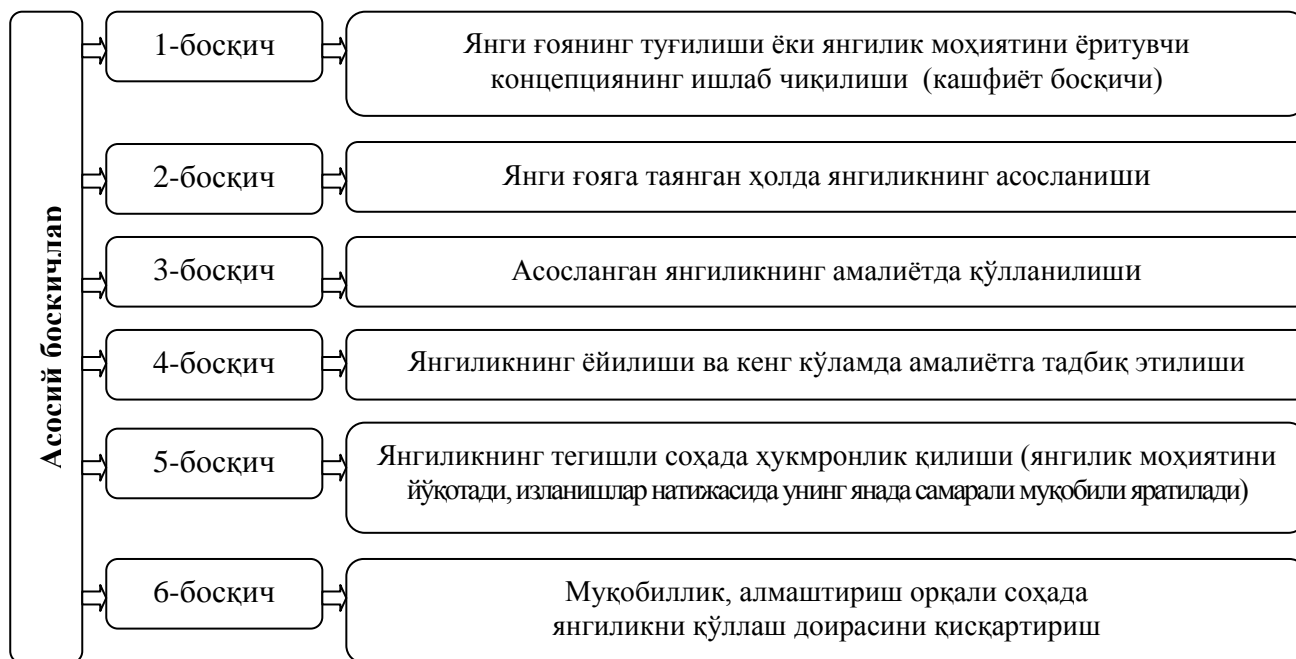 Асосий боскичлар
1-босқич
Янги ғоянинг туғилиши ёки янгилик моҳиятини ёритувчи
концепциянинг ишлаб чиқилиши (кашфиёт босқичи)
2-босқич
Янги ғояга таянган ҳолда янгиликнинг асосланиши
3-босқич
Асосланган янгиликнинг амалиётда қўлланилиши
4-босқич
Янгиликнинг ёйилиши ва кенг кўламда амалиётга тадбиқ этилиши
5-босқич
Янгиликнинг тегишли соҳада ҳукмронлик қилиши (янгилик моҳиятини
йўқотади, изланишлар натижасида унинг янада самарали муқобили яратилади)
6-босқич
Муқобиллик, алмаштириш орқали соҳада
янгиликни қўллаш доирасини қисқартириш